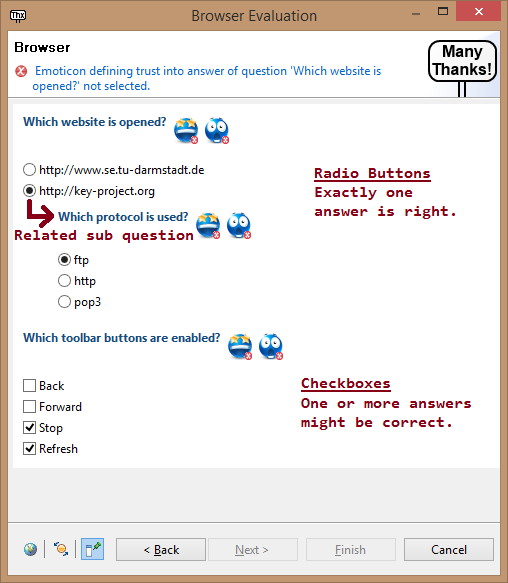 Thx
Browser Evaluation
Browser
Many
Thanks!
Emoticon defining trust into answer of question 'Which website is
opened?' not selected.
Which website is opened?
http://www.se.tu-darmstadt.de
http://key-project.org
Radio Buttons
Exactly one
answer is right.
Which protocol is used?
Related sub question
ftp
http
pop3
Which toolbar buttons are enabled?
Back
Forward
Stop
Refresh
Checkboxes
One or more answers
might be correct.
< Back
Next >
Finish
Cancel